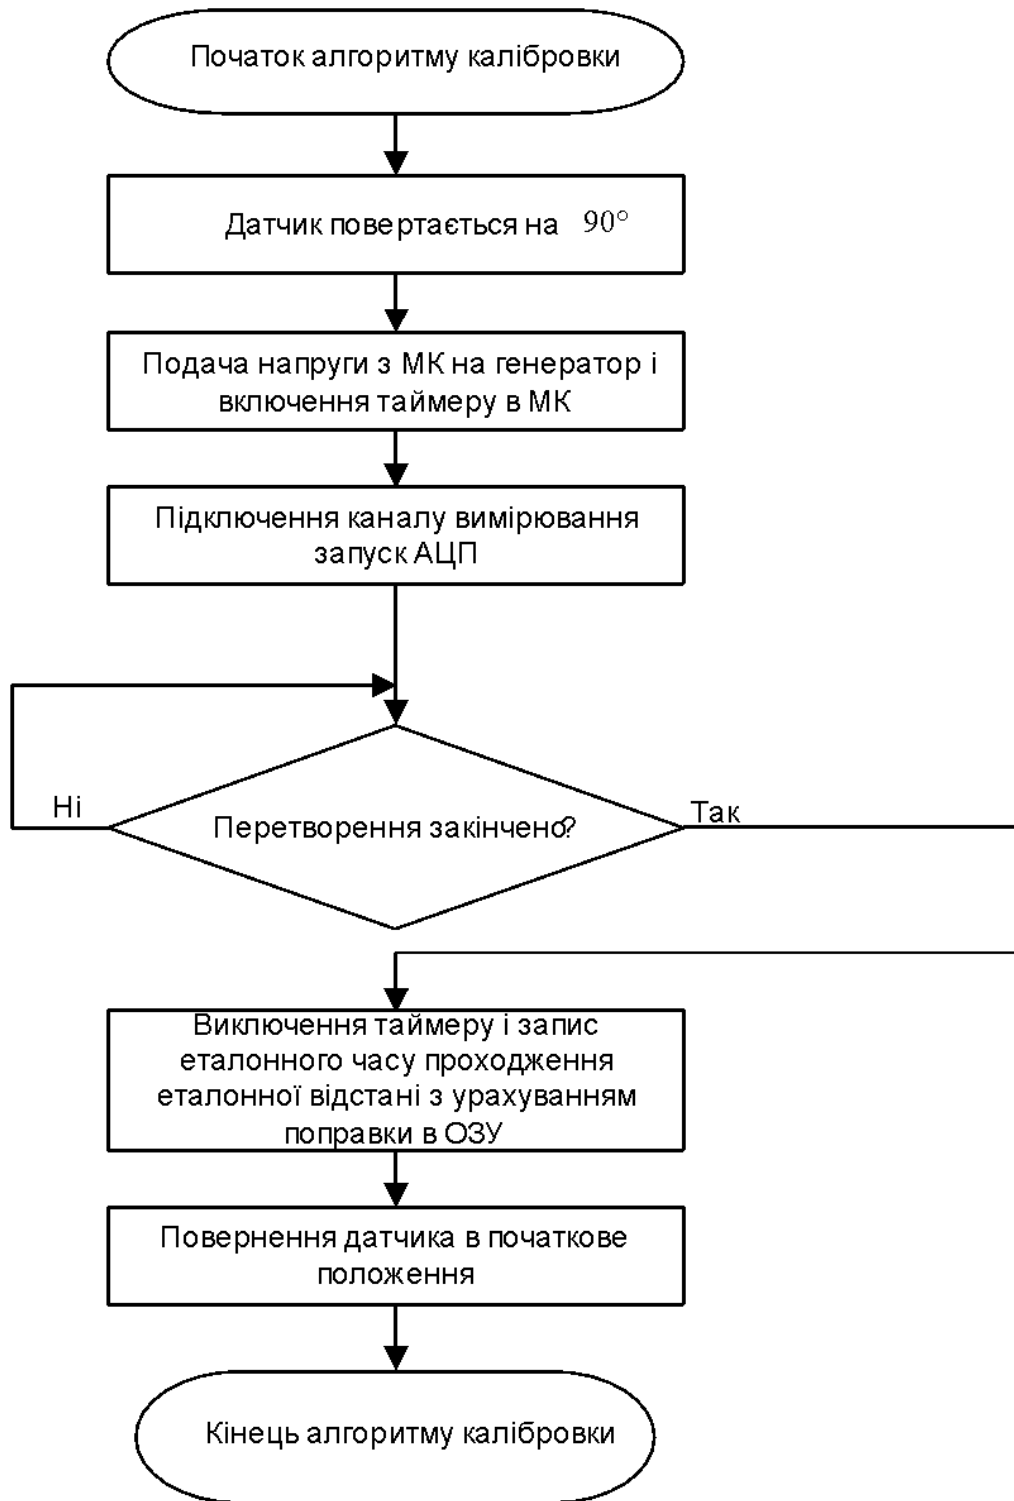 Початок алгоритму калібровки
Датчик повертається на 90°
Подача напруги з МК на генератор і
включення таймеру в МК
Підключення каналу вимірювання
запуск АЦП
Ні
Так
Перетворення закінчено?
Виключення таймеру і запис
еталонного часу проходження
еталонної відстані з урахуванням
поправки в ОЗУ
Повернення датчика в початкове
положення
Кінець алгоритму калібровки